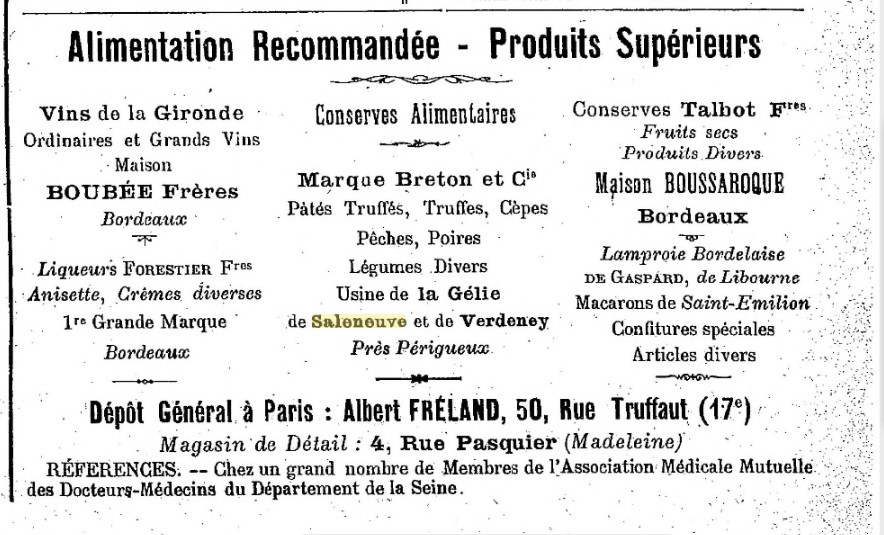 Alimentation Recommandée - Produits Supérieurs
Vins de la Gironde
Ordinaires et Grands Vins
Maison
BOUBÉE Frères
Bordeaux
Liqueurs FORESTIER Fres
Anisette, Crêmes diverses
1re Grande Marque
Bordeaux
Conserves Alimentaires
Marque Breton et Cie
Pâtés Truffés, Truffes, Cèpes
Pêches, Poires
Légumes Divers
Usine de la Gélie
de Saleneuve et de Verdeney
Près Périgueux
Conserves Talbot Fres
Fruits secs
Produits Divers
Maison BOUSSAROQUE
Bordeaux
Lamproie Bordelaise
DE GASPARD, de Libourne
Macarons de Saint-Emilion
Confitures spéciales
Articles divers
Dépôt Général à Paris : Albert FRÉLAND, 50, Rue Truffaut (17e)
Magasin de Détail : 4, Rue Pasquier (Madeleine)
RÉFERENCES. -- Chez un grand nombre de Membres de l'Association Médicale Mutuelle
des Docteurs-Médecins du Département de la Seine.